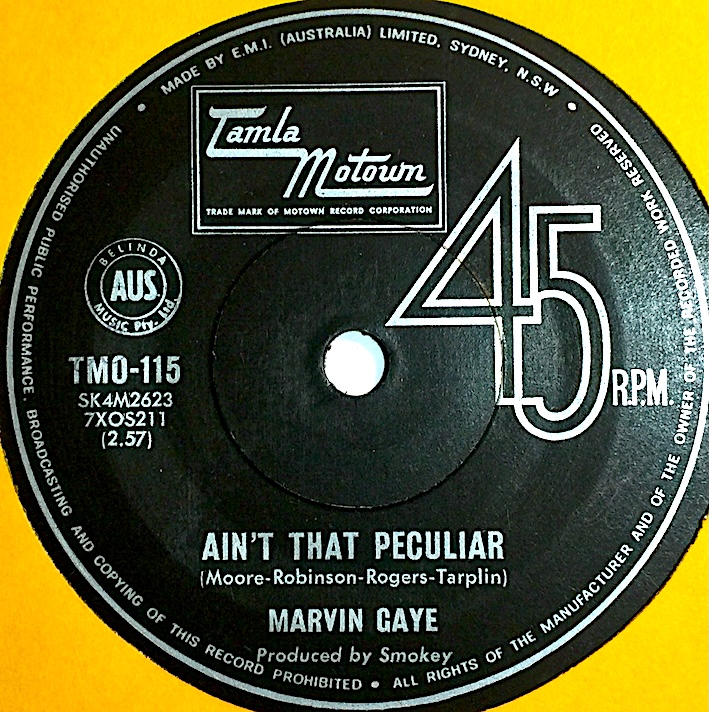 MADE BY E.M.I. (AUSTRALIA) LIMITED, SYDNEY, N.S.W
Tamla
Motown
TRADE MARK OF MOTOWN RECORD CORPORATION
45
R.P.M.
BELINDA
AUS.
MUSIC Pty. Ltd.
TMO-115
SK4M2623
7XOS211
(2.57)
AIN'T THAT PECULIAR
(Moore-Robinson-Rogers-Tarplin)
MARVIN GAYE
Produced by Smokey
UNAUTHORISED PUBLIC PERFORMANCE, BROADCASTING AND COPYING OF THIS RECORD PROHIBITED • ALL RIGHTS OF THE MANUFACTURER AND OF THE OWNER OF THE RECORDED WORK RESERVED